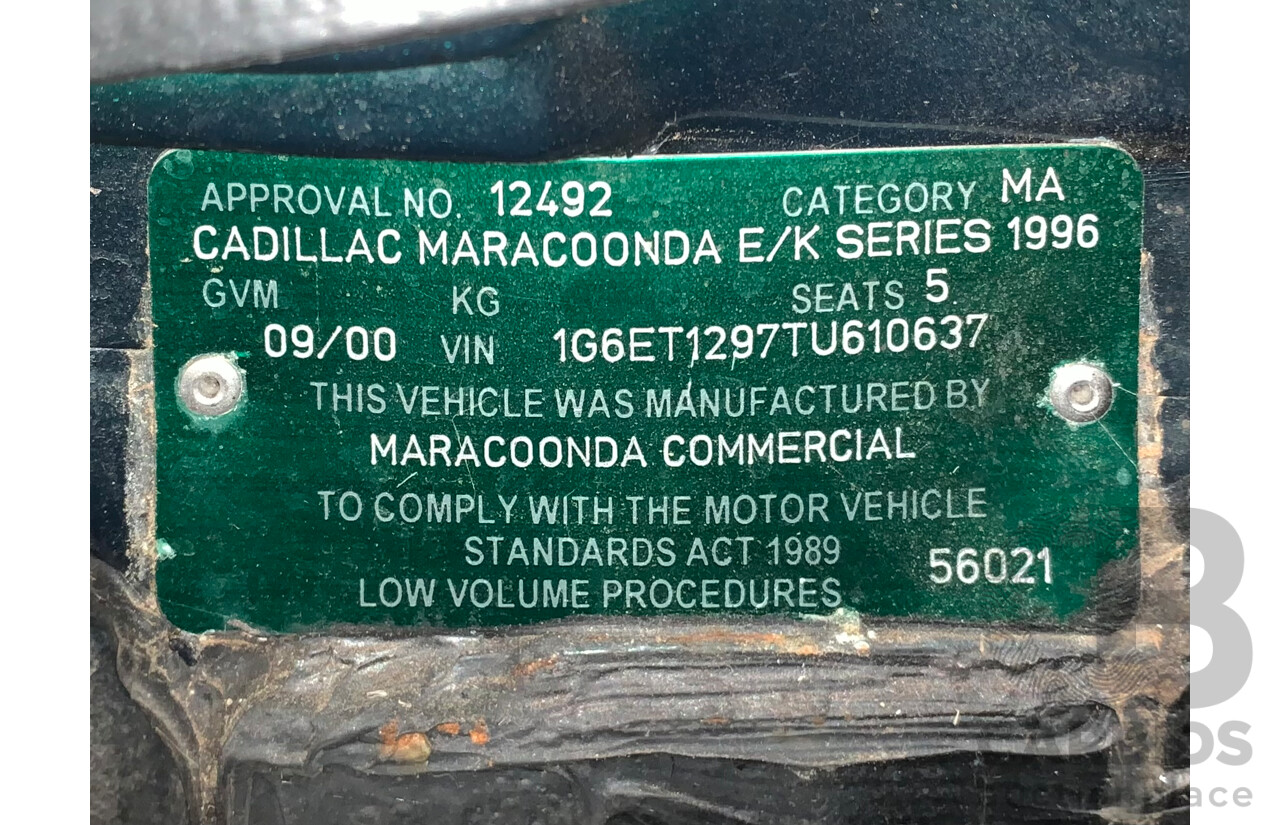 APPROVAL NO. 12492 CATEGORY MA
CADILLAC MARACOONDA E/K SERIES 1996
GVM KG SEATS 5
09/00 VIN 1G6ET1297TU610637
THIS VEHICLE WAS MANUFACTURED BY
MARACOONDA COMMERCIAL
TO COMPLY WITH THE MOTOR VEHICLE
STANDARDS ACT 1989 56021
LOW VOLUME PROCEDURES